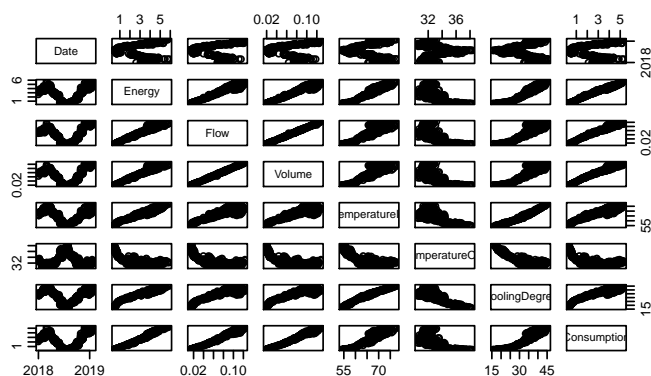 1 3 5
0.02 0.10
32 36
1 3 5
Date
2018
1 6
Energy
Flow
0.02
0.02
Volume
emperatureI
55
32
mperatureO
oolingDegre
15
1
Consumption
2018 2019
0.02 0.10
55 70
15 30 45